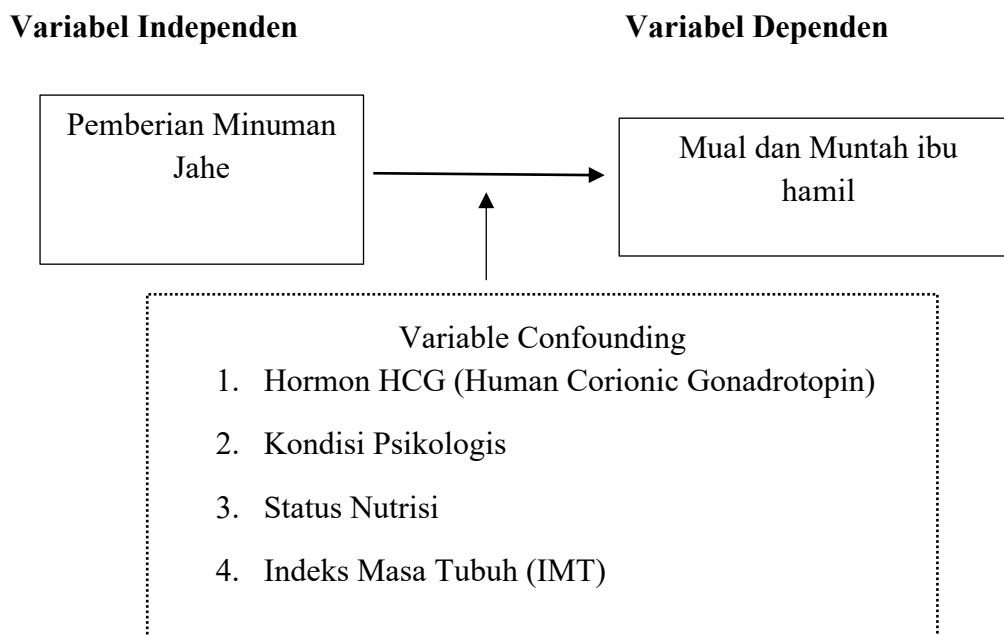 Variabel Independen
Variabel Dependen
Pemberian Minuman
Jahe
Mual dan Muntah ibu
hamil
Variable Confounding
1. Hormon HCG (Human Corionic Gonadrotopin)
2. Kondisi Psikologis
3. Status Nutrisi
4. Indeks Masa Tubuh (IMT)